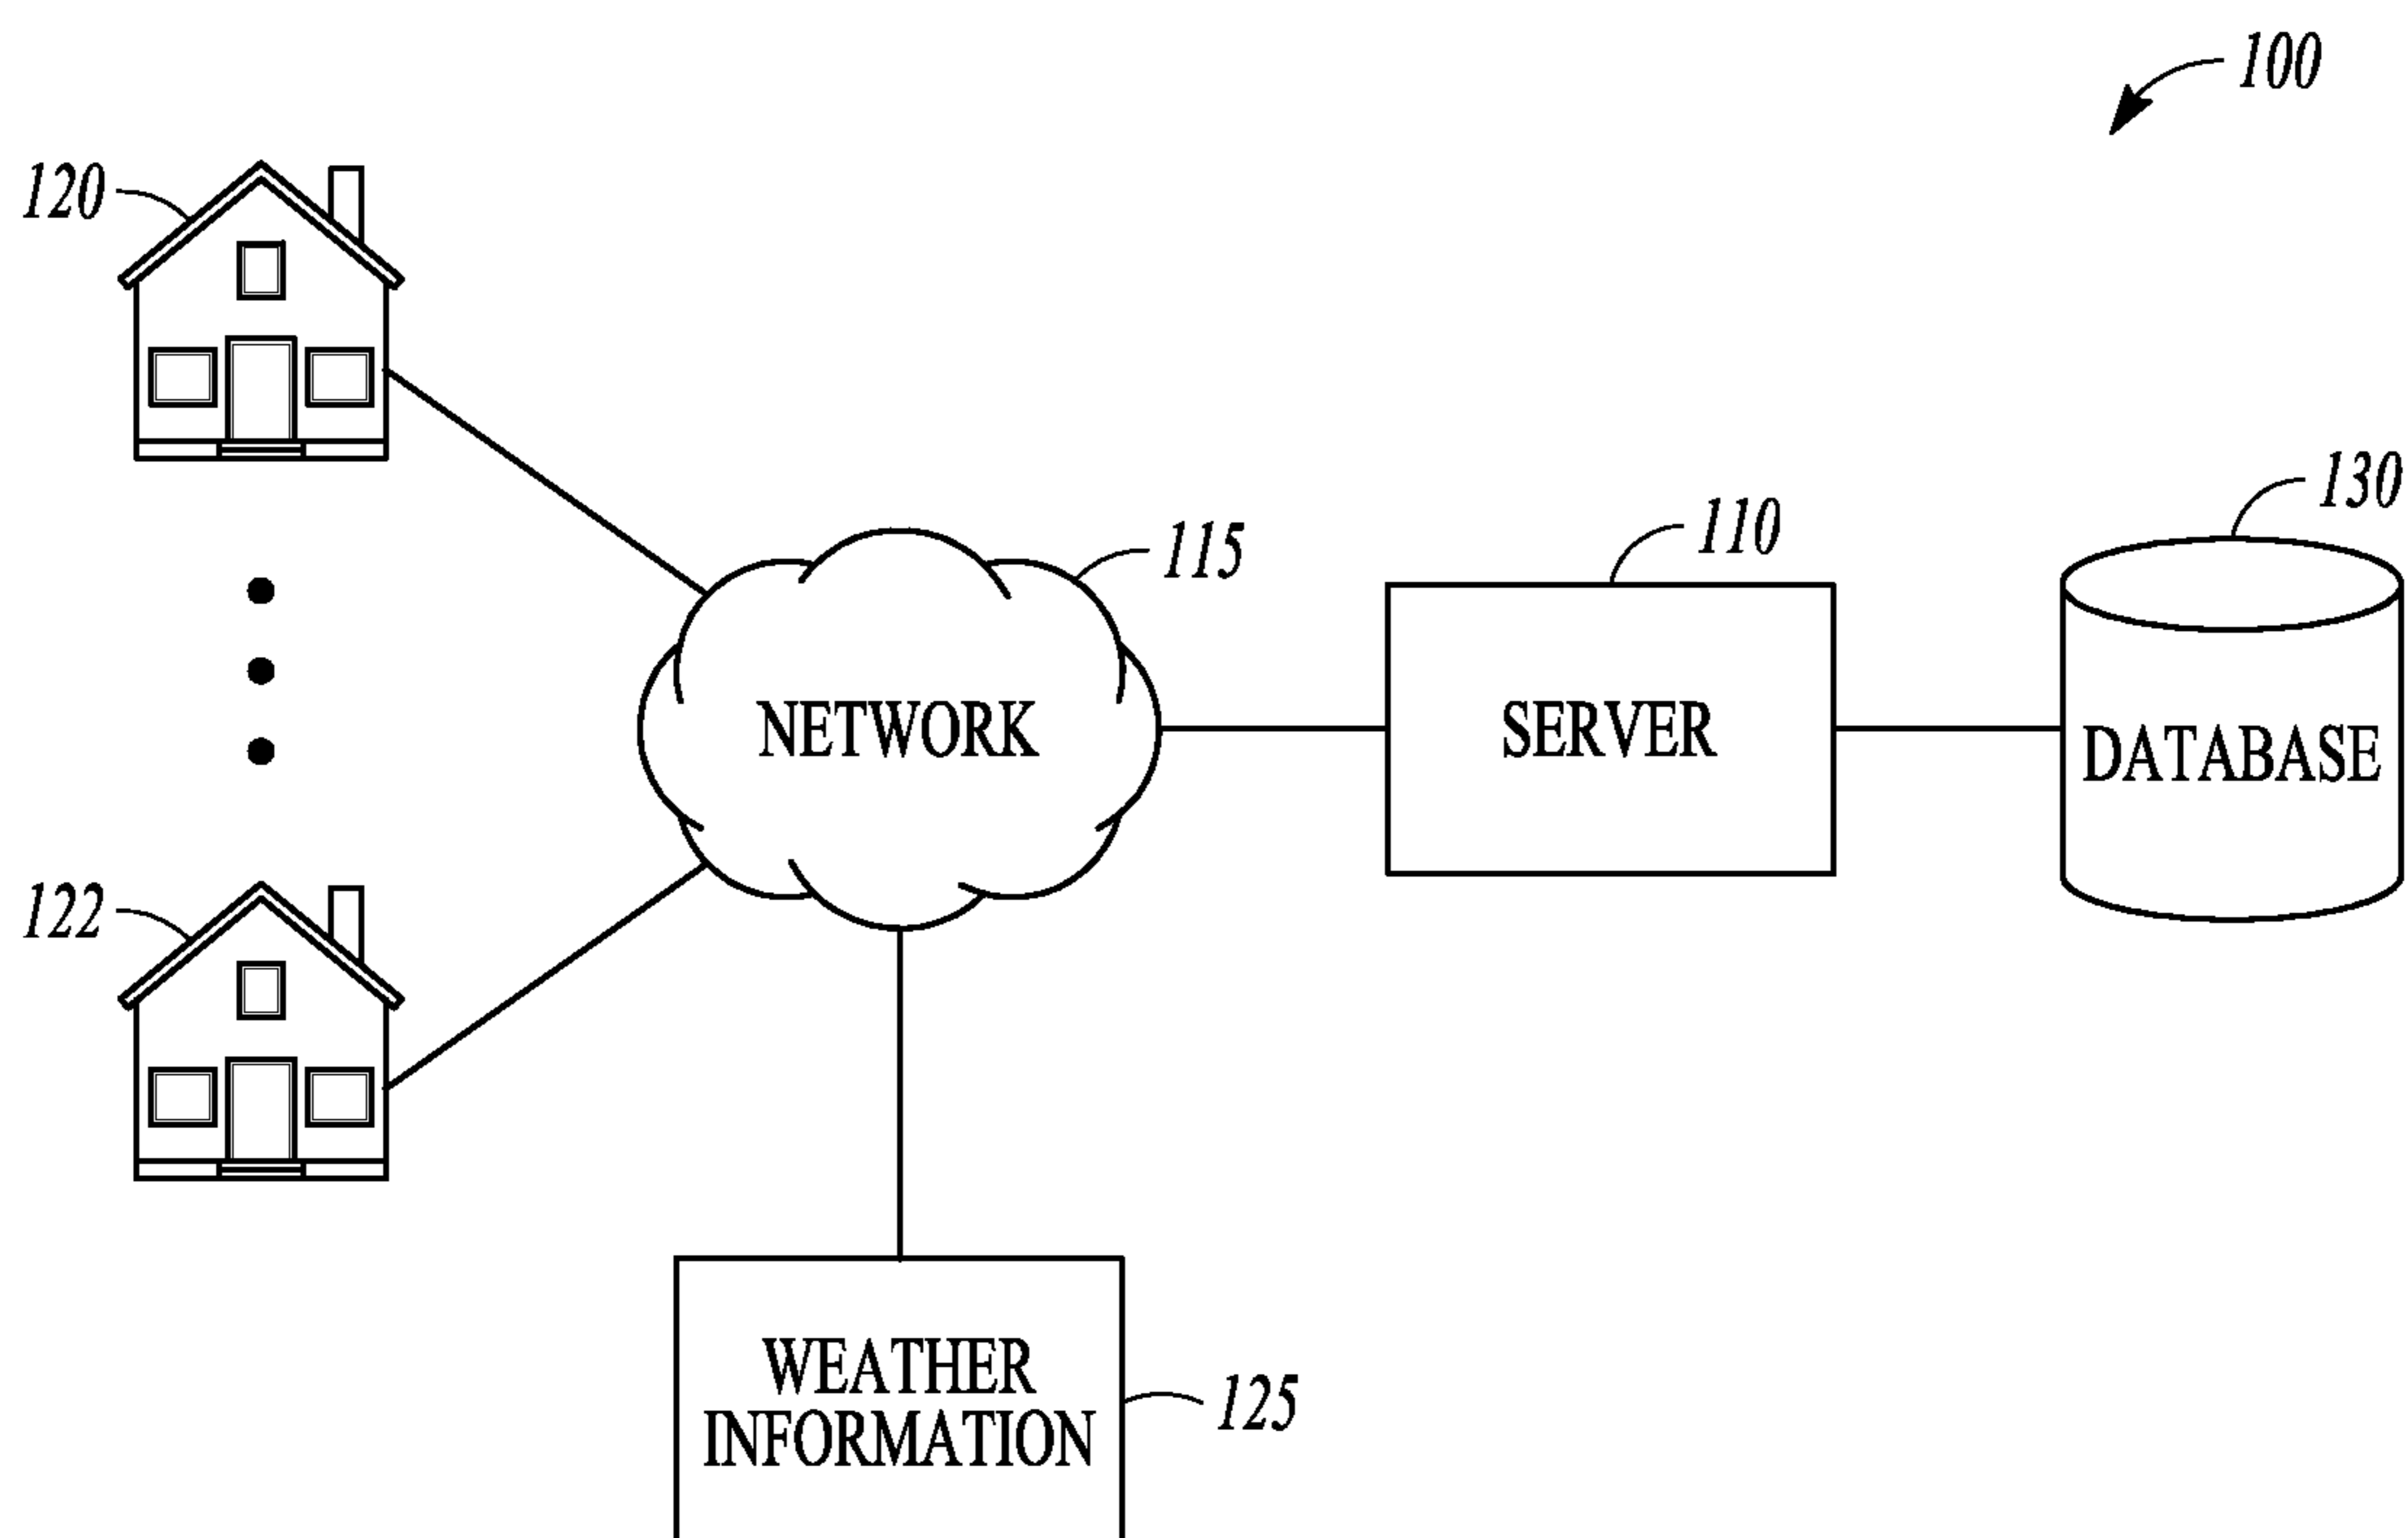 100
120
130
110
115
NETWORK
SERVER
DATABASE
122
WEATHER
INFORMATION
125